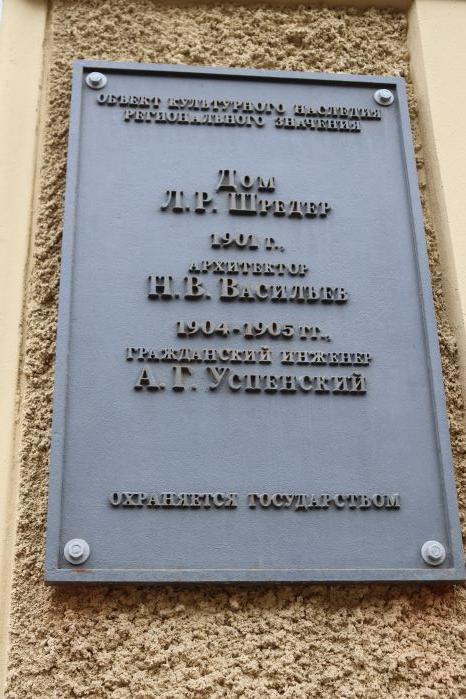 ОБЪЕКТ КУЛЬТУРНОГО НАСЛЕДИЯ
РЕГИОНАЛЬНОГО ЗНАЧЕНИЯ
ДОМ
Л.Р. ШРЕДЕР
1901 Г.,
АРХИТЕКТОР
Н.В. ВАСИЛЬЕВ
1904-1905 ГГ.,
ГРАЖДАНСКИЙ ИНЖЕНЕР
А.Г. УСПЕНСКИЙ
ОХРАНЯЕТСЯ ГОСУДАРСТВОМ